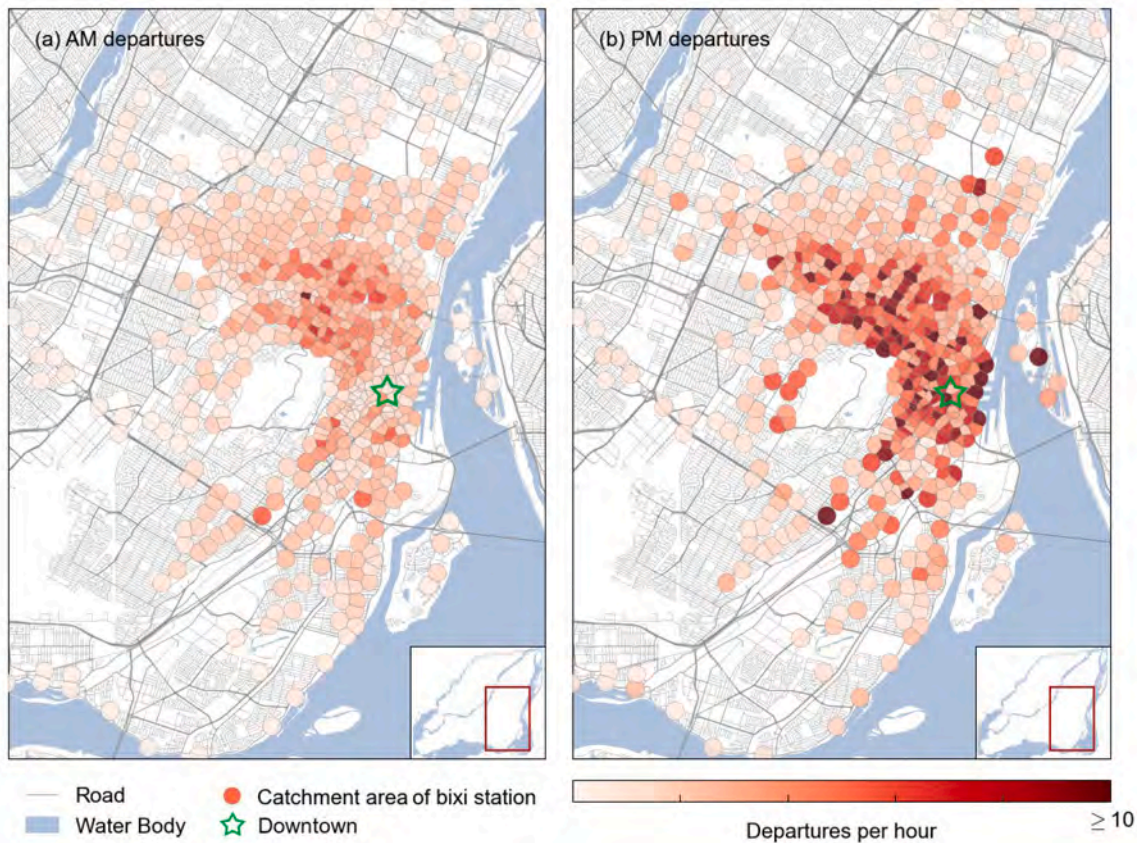 (a) AM departures
(b) PM departures
Road
Catchment area of bixi station
Water Body
Downtown
Departures per hour
≥ 10